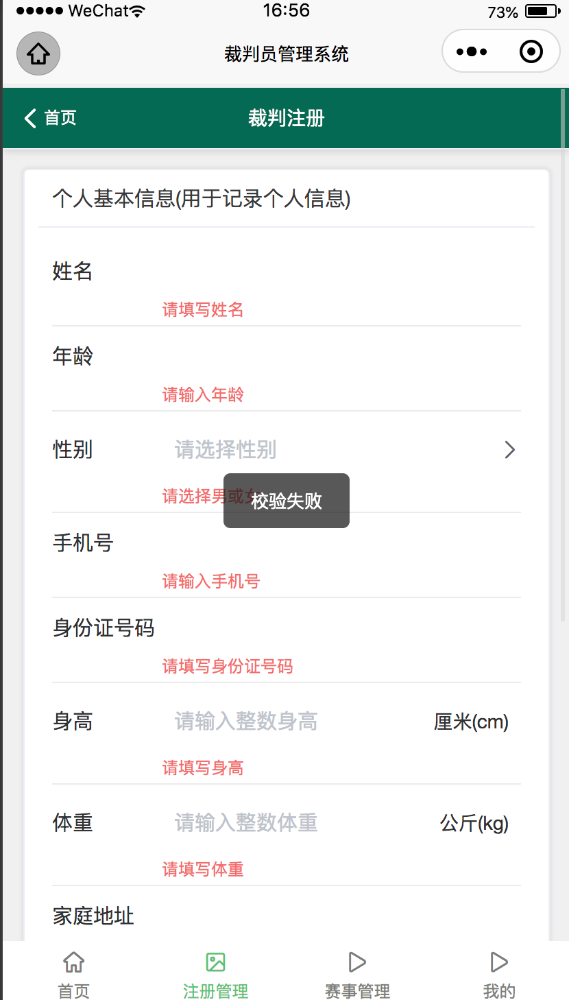 WeChat 16:56 73%
裁判员管理系统
首页 裁判注册
个人基本信息(用于记录个人信息)
姓名
请填写姓名
年龄
请输入年龄
性别 请选择性别
请选择男或女
校验失败
手机号
请输入手机号
身份证号码
请填写身份证号码
身高 请输入整数身高 厘米(cm)
请填写身高
体重 请输入整数体重 公斤(kg)
请填写体重
家庭地址
首页 注册管理 赛事管理 我的